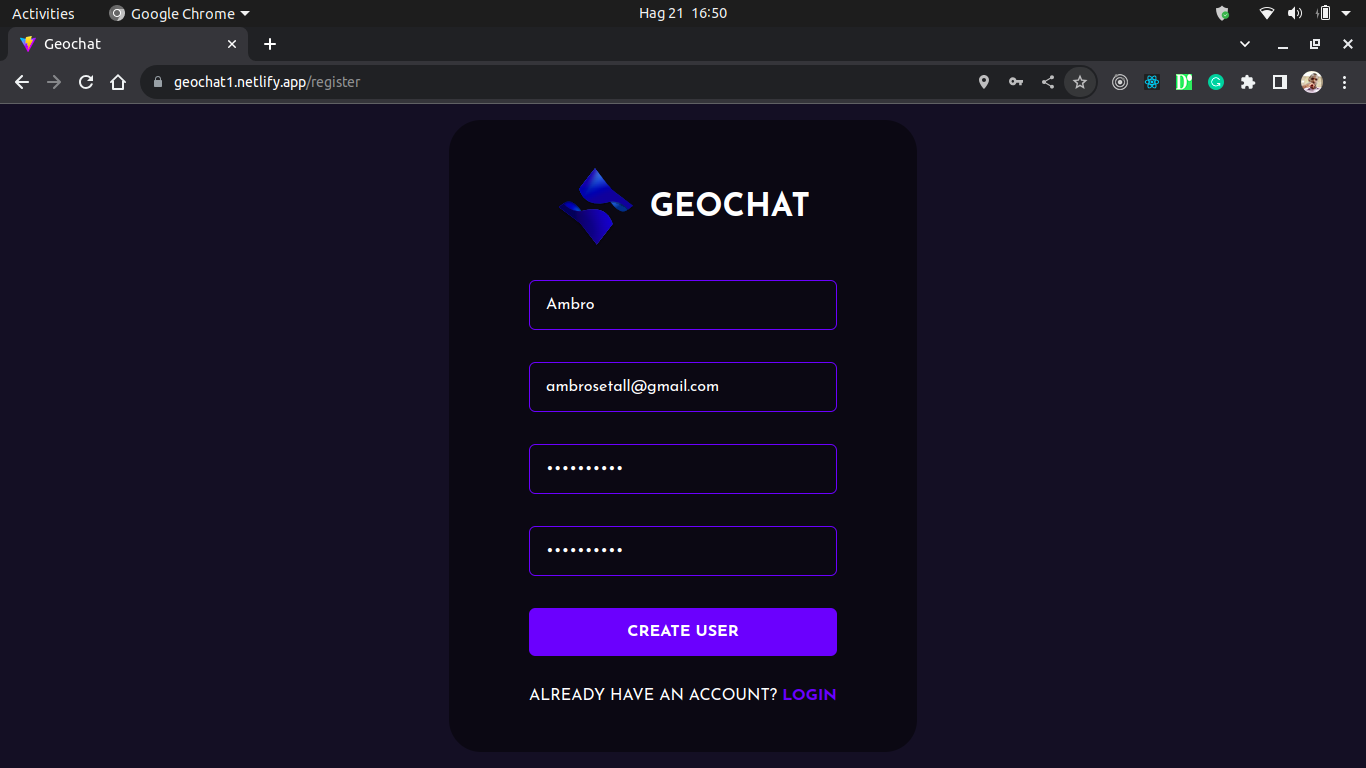 Activities Google Chrome Hag 21 16:50
Geochat
geochat1.netlify.app/register
GEOCHAT
Ambro
ambrosetall@gmail.com
••••••••••
••••••••••
CREATE USER
ALREADY HAVE AN ACCOUNT? LOGIN